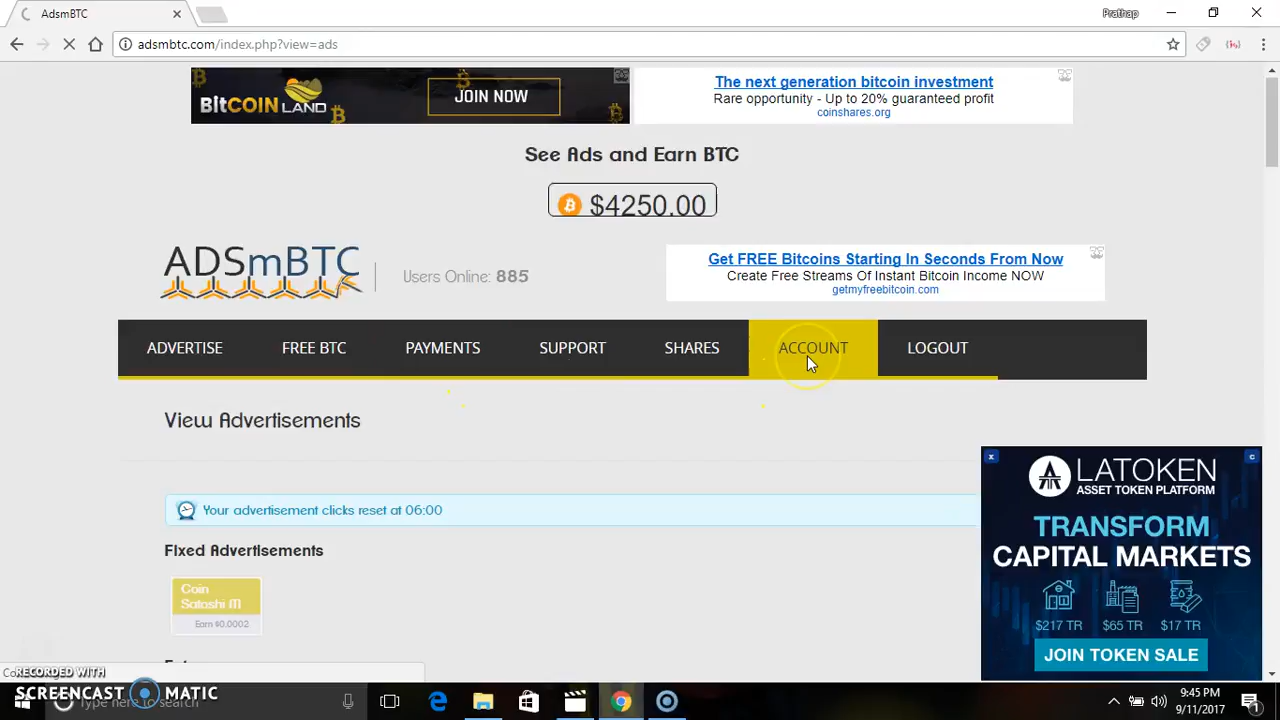 AdsmBTC
Prathap
adsmbtc.com/index.php?view=ads
BitCOIN LAND
JOIN NOW
The next generation bitcoin investment
Rare opportunity - Up to 20% guaranteed profit
coinshares.org
See Ads and Earn BTC
$4250.00
ADSmBTC
Users Online: 885
Get FREE Bitcoins Starting In Seconds From Now
Create Free Streams Of Instant Bitcoin Income NOW
getmyfreebitcoin.com
ADVERTISE FREE BTC PAYMENTS SUPPORT SHARES ACCOUNT LOGOUT
View Advertisements
Your advertisement clicks reset at 06:00
Fixed Advertisements
Coin
Satoshi M
Earn $0.0002
x
c
LATOKEN
ASSET TOKEN PLATFORM
TRANSFORM
CAPITAL MARKETS
$217 TR $65 TR $17 TR
JOIN TOKEN SALE
RECORDED WITH
SCREENCAST MATIC
Type here to search
9:45 PM
9/11/2017
1